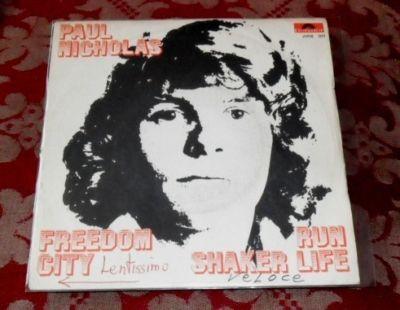 PAUL
NICHOLAS
FREEDOM
CITY
Lentissimo
RUN
SHAKER LIFE
veloce